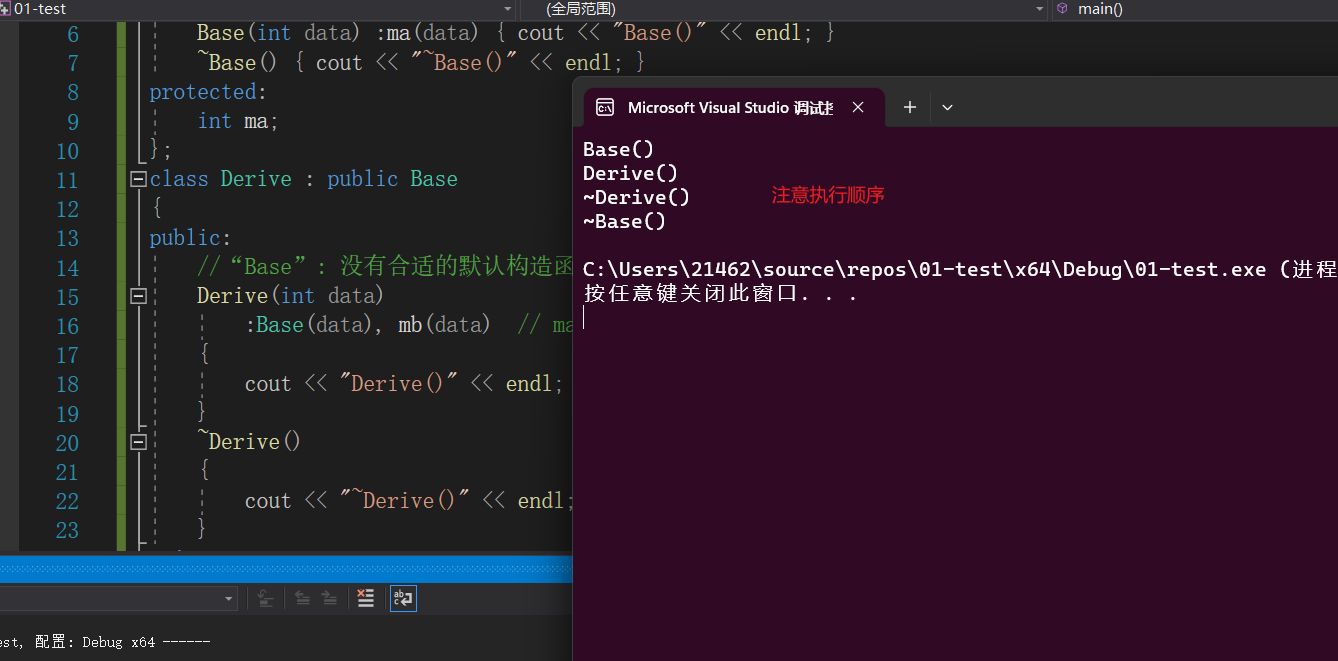 01-test (全局范围) main()
6 Base(int data) :ma(data) { cout << "Base()" << endl; }
7 ~Base() { cout << "~Base()" << endl; }
8 protected:
9 int ma;
10 };
11 class Derive : public Base
12 {
13 public:
14 //“Base”: 没有合适的默认构造函
15 Derive(int data)
16 :Base(data), mb(data) // ma
17 {
18 cout << "Derive()" << endl;
19 }
20 ~Derive()
21 {
22 cout << "~Derive()" << endl;
23 }
Microsoft Visual Studio 调试
Base()
Derive()
~Derive()
注意执行顺序
~Base()
C:\Users\21462\source\repos\01-test\x64\Debug\01-test.exe (进程
按任意键关闭此窗口. . .
est, 配置: Debug x64 ------